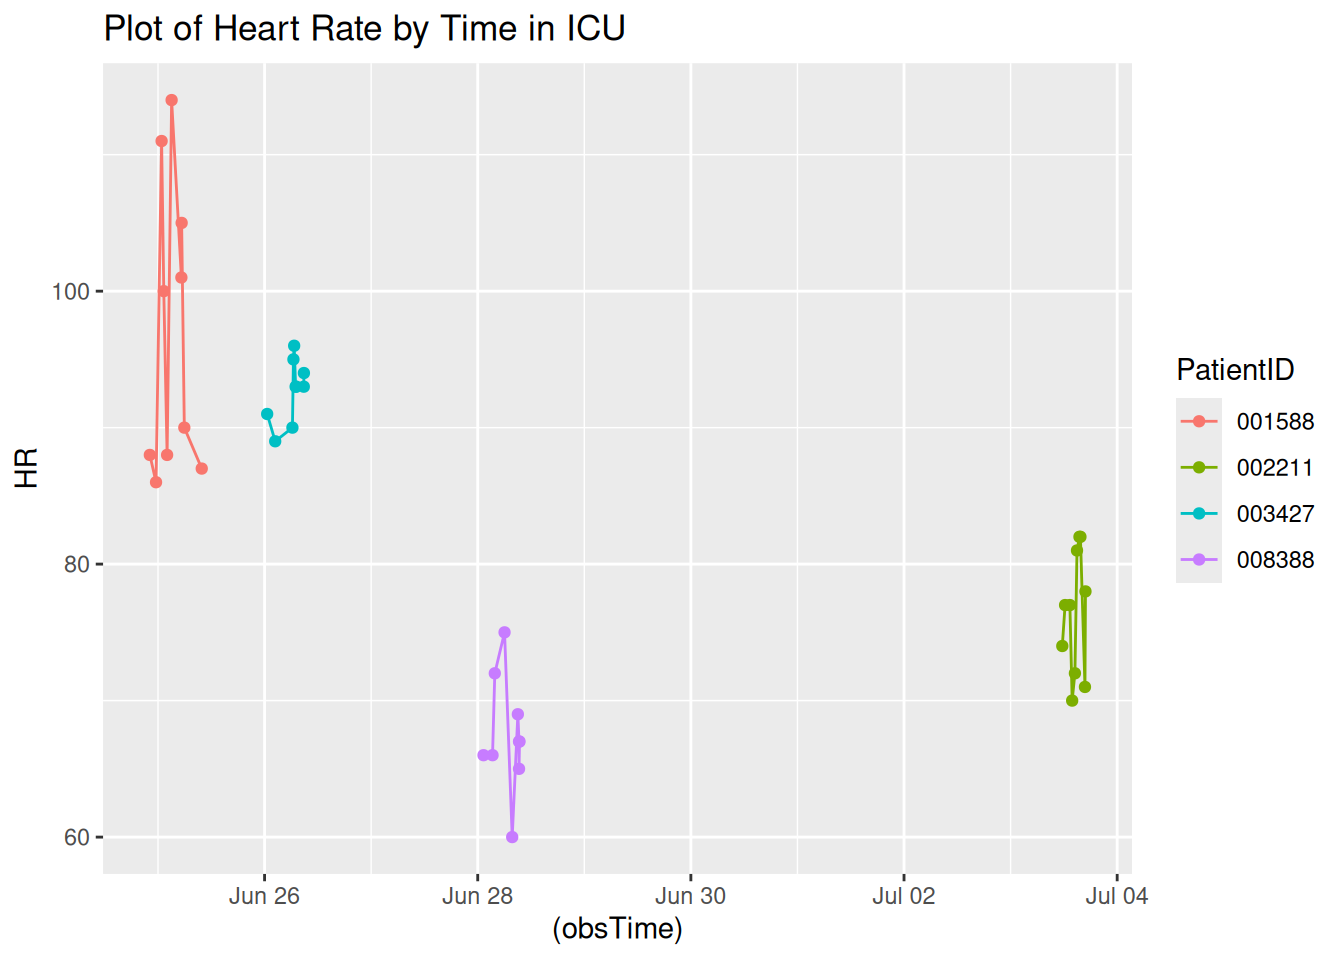 Plot of Heart Rate by Time in ICU
HR
100
80
60
Jun 26 Jun 28 Jun 30 Jul 02 Jul 04
(obsTime)
PatientID
001588
002211
003427
008388